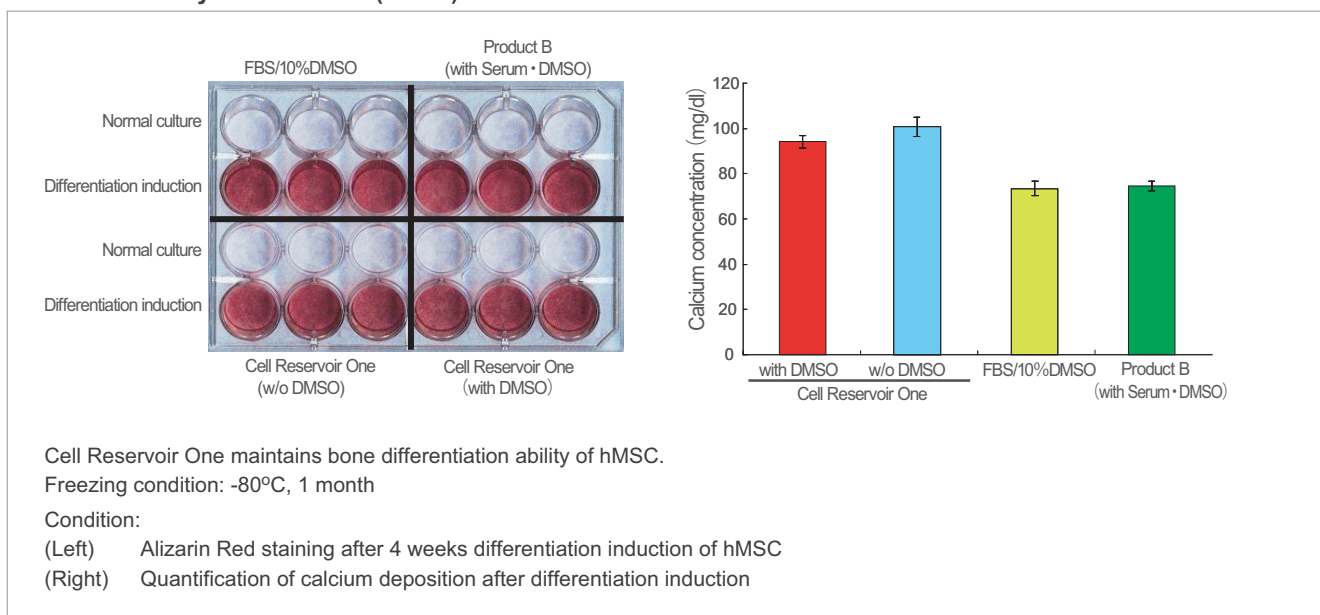 Product B
FBS/10%DMSO
(with Serum・DMSO)
Normal culture
Differentiation induction
Normal culture
Differentiation induction
Cell Reservoir One
(w/o DMSO)
Cell Reservoir One
(with DMSO)
Calcium concentration (mg/dl)
120
100
80
60
40
20
0
with DMSO
w/o DMSO
FBS/10%DMSO
Product B
(with Serum・DMSO)
Cell Reservoir One
Cell Reservoir One maintains bone differentiation ability of hMSC.
Freezing condition: -80ºC, 1 month
Condition:
(Left) Alizarin Red staining after 4 weeks differentiation induction of hMSC
(Right) Quantification of calcium deposition after differentiation induction